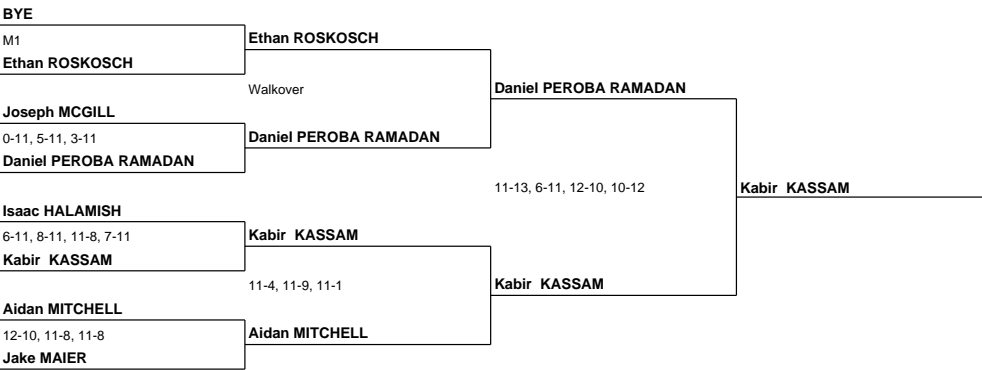 BYE
M1
Ethan ROSKOSCH
Ethan ROSKOSCH
Walkover
Daniel PEROBA RAMADAN
Joseph MCGILL
0-11, 5-11, 3-11
Daniel PEROBA RAMADAN
Daniel PEROBA RAMADAN
11-13, 6-11, 12-10, 10-12
Kabir KASSAM
Isaac HALAMISH
6-11, 8-11, 11-8, 7-11
Kabir KASSAM
Kabir KASSAM
11-4, 11-9, 11-1
Kabir KASSAM
Aidan MITCHELL
12-10, 11-8, 11-8
Aidan MITCHELL
Jake MAIER